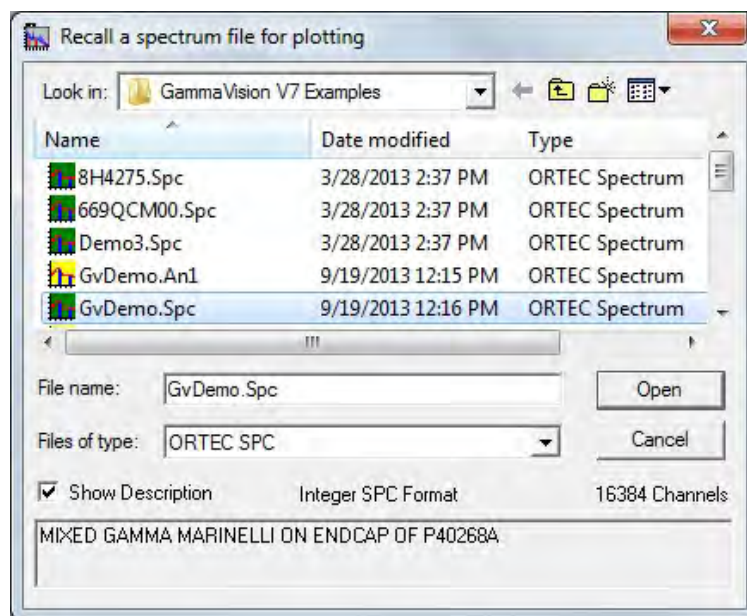 Recall a spectrum file for plotting
Look in: GammaVision V7 Examples
Name Date modified Type
8H4275.Spc 3/28/2013 2:37 PM ORTEC Spectrum
669QCM00.Spc 3/28/2013 2:37 PM ORTEC Spectrum
Demo3.Spc 3/28/2013 2:37 PM ORTEC Spectrum
GvDemo.An1 9/19/2013 12:15 PM ORTEC Spectrum
GvDemo.Spc 9/19/2013 12:16 PM ORTEC Spectrum
File name: GvDemo.Spc Open
Files of type: ORTEC SPC Cancel
Show Description Integer SPC Format 16384 Channels
MIXED GAMMA MARINELLI ON ENDCAP OF P40268A